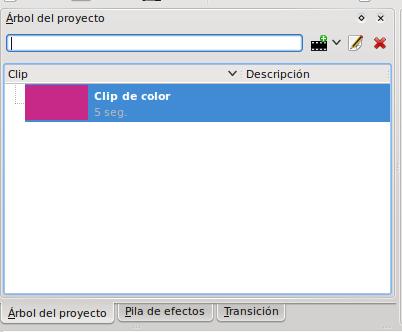 Árbol del proyecto
Clip Descripción
Clip de color
5 seg.
Árbol del proyecto Pila de efectos Transición